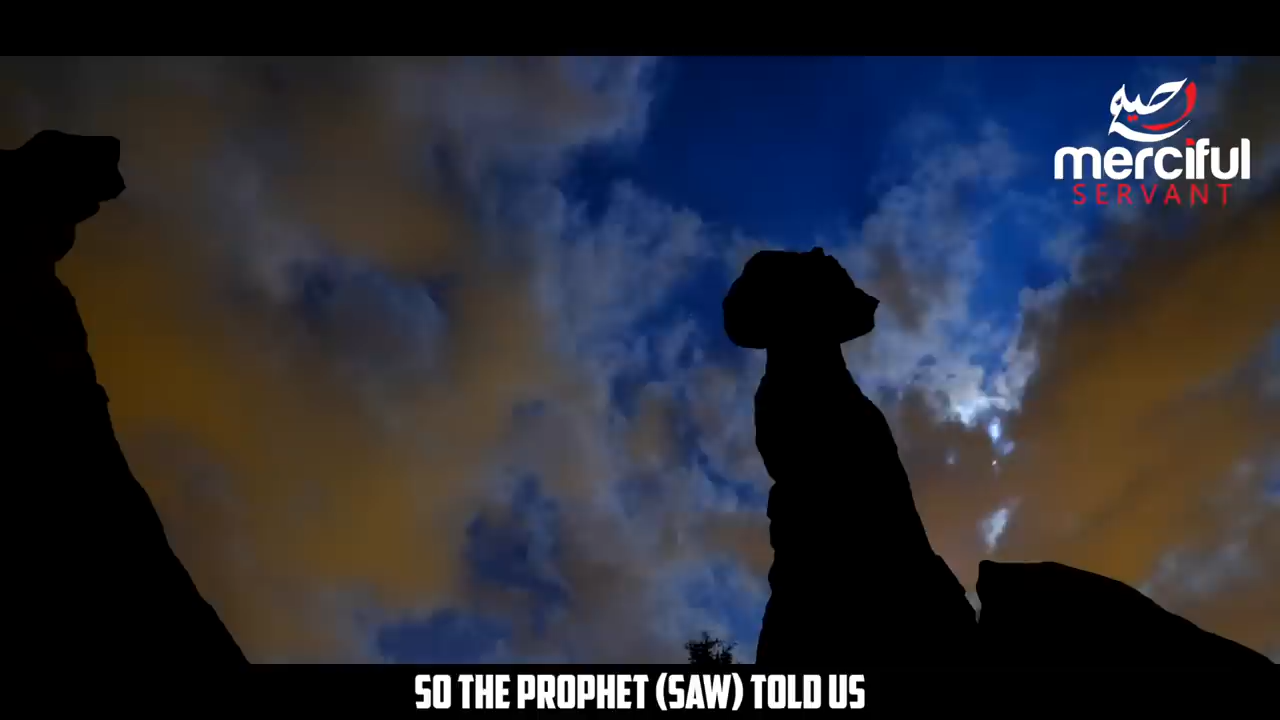 merciful
SERVANT
SO THE PROPHET (SAW) TOLD US